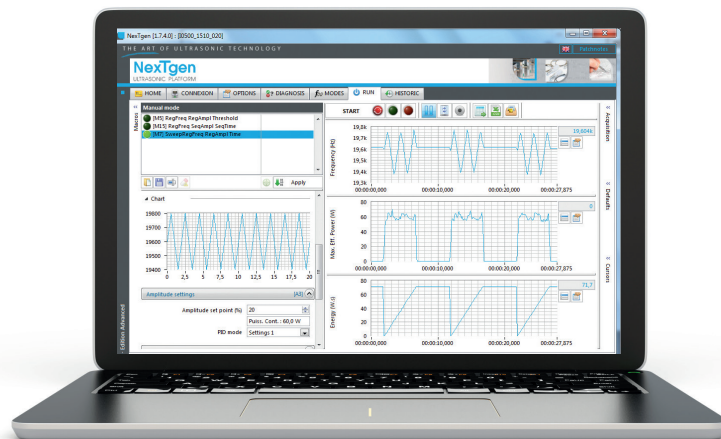 NexTgen [1.7.4.0] : [I0500_1510_020]
THE ART OF ULTRASONIC TECHNOLOGY
NexTgen
ULTRASONIC PLATFORM
HOME CONNEXION OPTIONS DIAGNOSIS MODES RUN HISTORIC
Macros
Manual mode
[M5] RegFreq RegAmpl Threshold
[M15] RegFreq SeqAmpl SeqTime
[M7] SweepRegFreq RegAmpl Time
Apply
Chart
19800
19700
19600
19500
19400
0 2,5 5 7,5 10 12,5 15 17,5 20
Amplitude settings [All]
Amplitude set point (%) 20
Puiss. Cont. : 60,0 W
PID mode Settings 1
Edition Advanced
START
Frequency (Hz)
19,8k
19,7k
19,6k
19,5k
19,4k
19,3k
00:00:00,000 00:00:10,000 00:00:20,000 00:00:27,875
19,604k
Max. Eff. Power (W)
80
60
40
20
0
00:00:00,000 00:00:10,000 00:00:20,000 00:00:27,875
0
Energy (W.s)
80
60
40
20
0
00:00:00,000 00:00:10,000 00:00:20,000 00:00:27,875
71,7
Acquisition
Defaults
Cursors